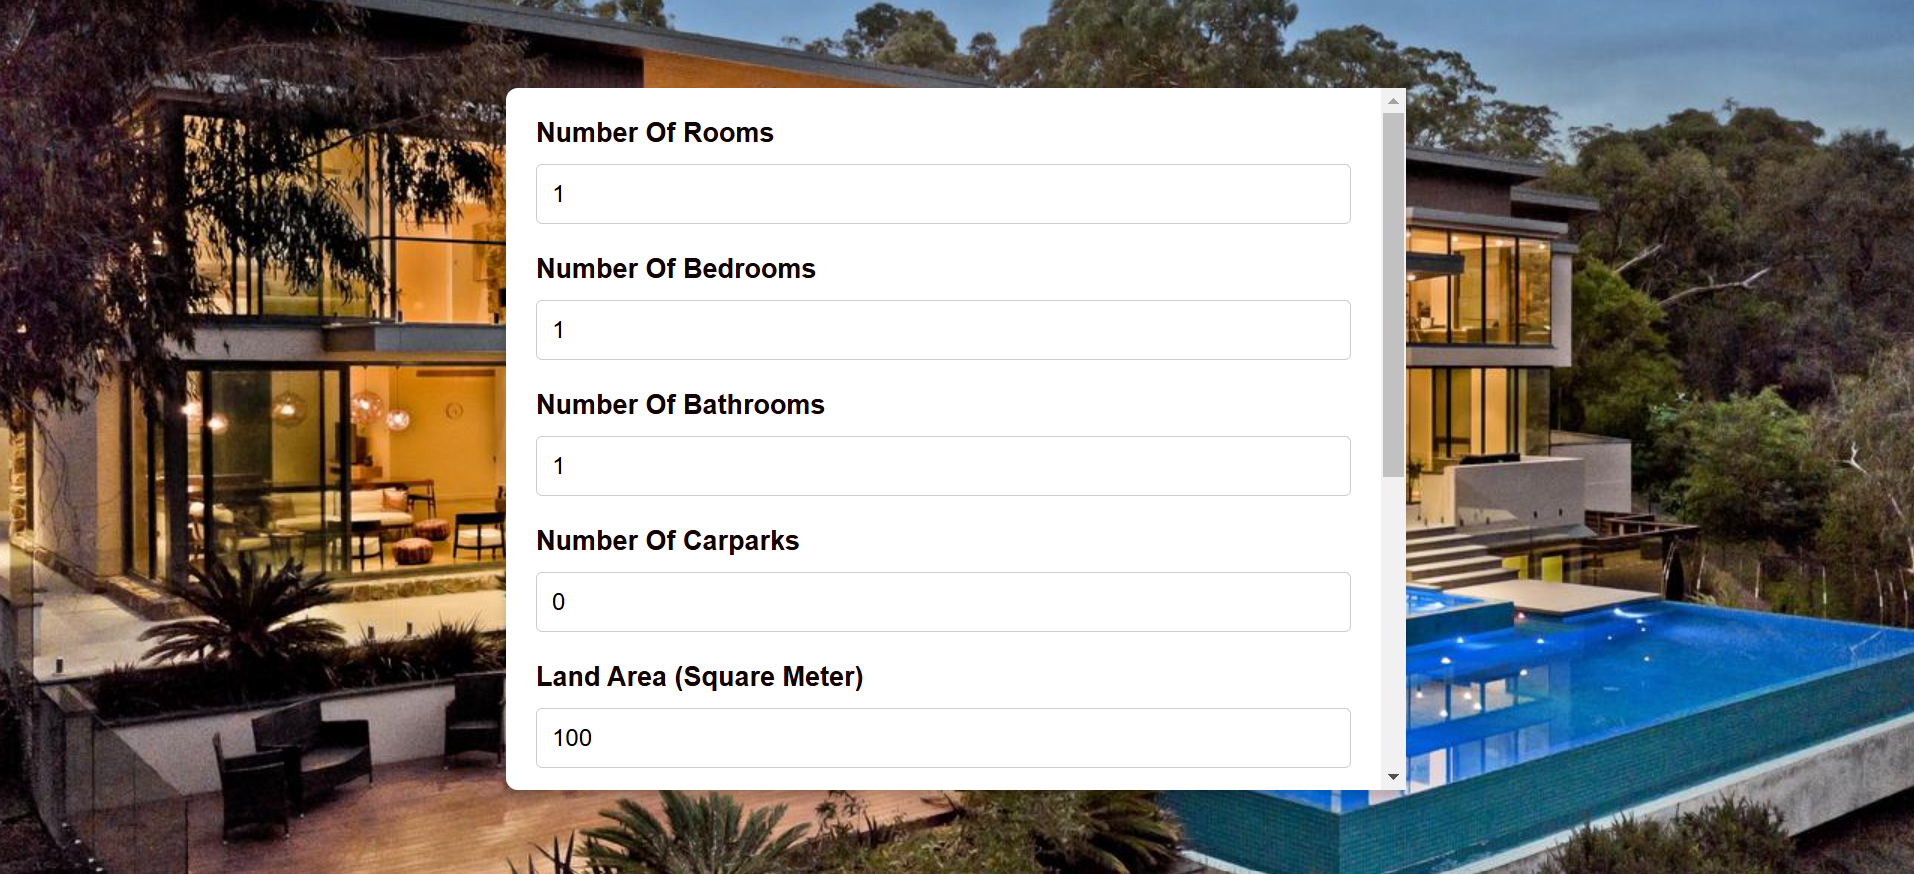 Number Of Rooms
1
Number Of Bedrooms
1
Number Of Bathrooms
1
Number Of Carparks
0
Land Area (Square Meter)
100